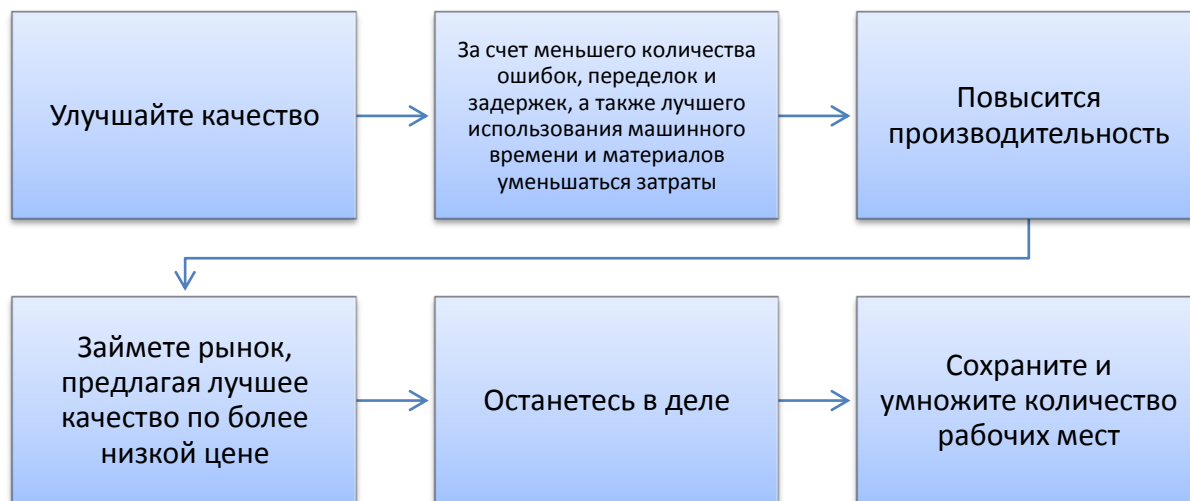 Улучшайте качество
За счет меньшего количества
ошибок, переделок и
задержек, а также лучшего
использования машинного
времени и материалов
уменьшаться затраты
Повысится
производительность
Займете рынок,
предлагая лучшее
качество по более
низкой цене
Останетесь в деле
Сохраните и
умножите количество
рабочих мест